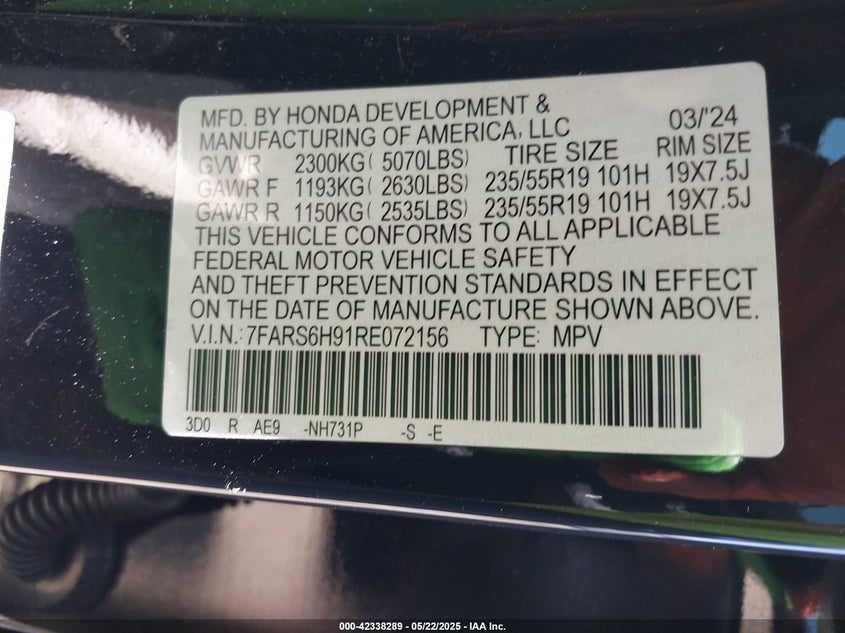 MFD. BY HONDA DEVELOPMENT &
MANUFACTURING OF AMERICA, LLC 03/'24
GVWR 2300KG( 5070LBS) TIRE SIZE RIM SIZE
GAWR F 1193KG( 2630LBS) 235/55R19 101H 19X7.5J
GAWR R 1150KG( 2535LBS) 235/55R19 101H 19X7.5J
THIS VEHICLE CONFORMS TO ALL APPLICABLE
FEDERAL MOTOR VEHICLE SAFETY
AND THEFT PREVENTION STANDARDS IN EFFECT
ON THE DATE OF MANUFACTURE SHOWN ABOVE.
V.I.N.: 7FARS6H91RE072156 TYPE: MPV
3D0 R AE9 -NH731P -S -E
000-42338289 - 05/22/2025 - IAA Inc.